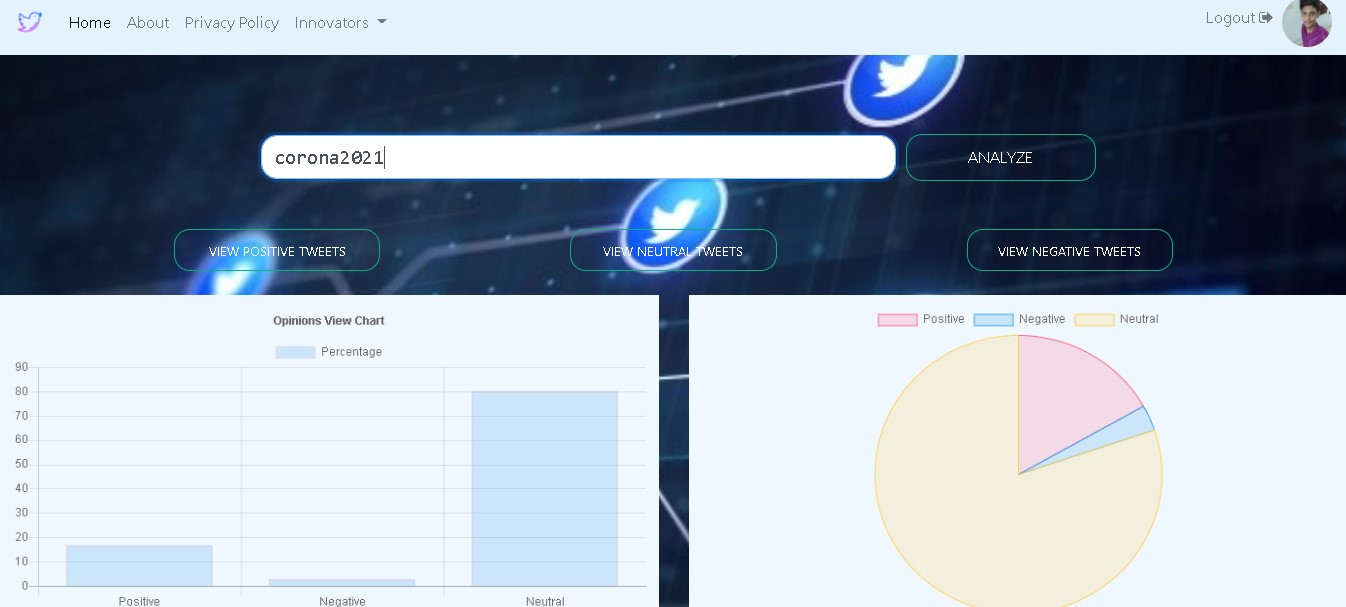 Home About Privacy Policy Innovators Logout
corona2021 ANALYZE
VIEW POSITIVE TWEETS VIEW NEUTRAL TWEETS VIEW NEGATIVE TWEETS
Opinions View Chart
Percentage
90
80
70
60
50
40
30
20
10
0
Positive Negative Neutral
Positive Negative Neutral